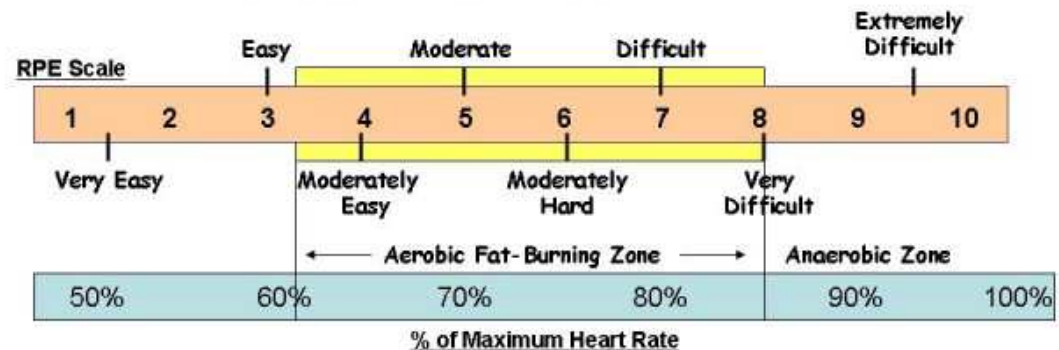 Extremely
Difficult
Easy
Moderate
Difficult
RPE Scale
1 2 3 4 5 6 7 8 9 10
Very Easy
Moderately
Easy
Moderately
Hard
Very
Difficult
Aerobic Fat-Burning Zone
Anaerobic Zone
50% 60% 70% 80% 90% 100%
% of Maximum Heart Rate